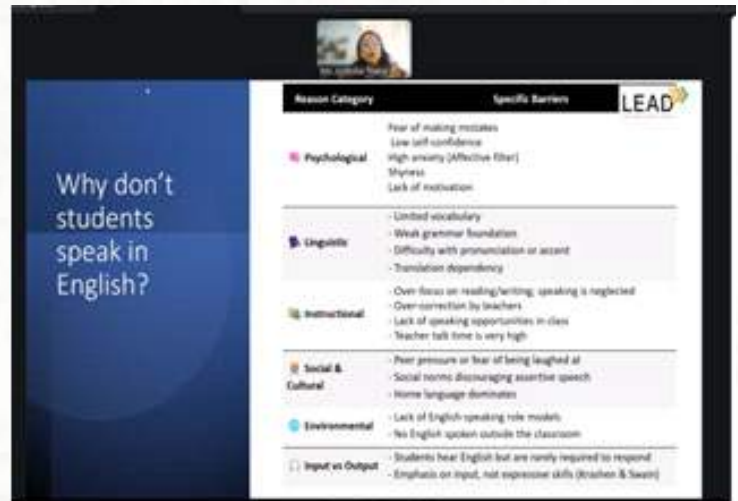 Why don't
students
speak in
English?
LEAD
Reason Category Specific Barriers
Psychological
Fear of making mistakes
Low self-confidence
High anxiety (Affective filter)
Shyness
Lack of motivation
Linguistic
- Limited vocabulary
- Weak grammar foundation
- Difficulty with pronunciation or accent
- Translation dependency
Instructional
- Over-focus on reading/writing; speaking is neglected
- Over-correction by teachers
- Lack of speaking opportunities in class
- Teacher talk time is very high
Social &
Cultural
- Peer pressure or fear of being laughed at
- Social norms discouraging assertive speech
- Home language dominates
Environmental
- Lack of English-speaking role models
- No English spoken outside the classroom
Input vs Output
- Students hear English but are rarely required to respond
- Emphasis on input, not expressive skills (Krashen & Swain)